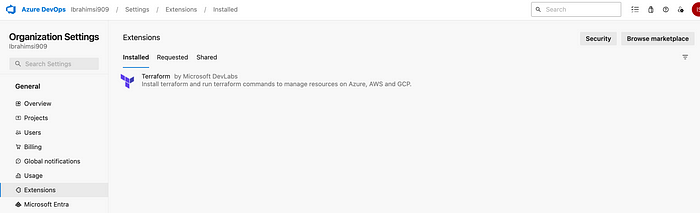 Azure DevOps Ibrahimsi909 / Settings / Extensions / Installed Search
Organization Settings
Ibrahimsi909
Search Settings
General
Overview
Projects
Users
Billing
Global notifications
Usage
Extensions
Microsoft Entra
Extensions
Security Browse marketplace
Installed Requested Shared
Terraform by Microsoft DevLabs
Install terraform and run terraform commands to manage resources on Azure, AWS and GCP.